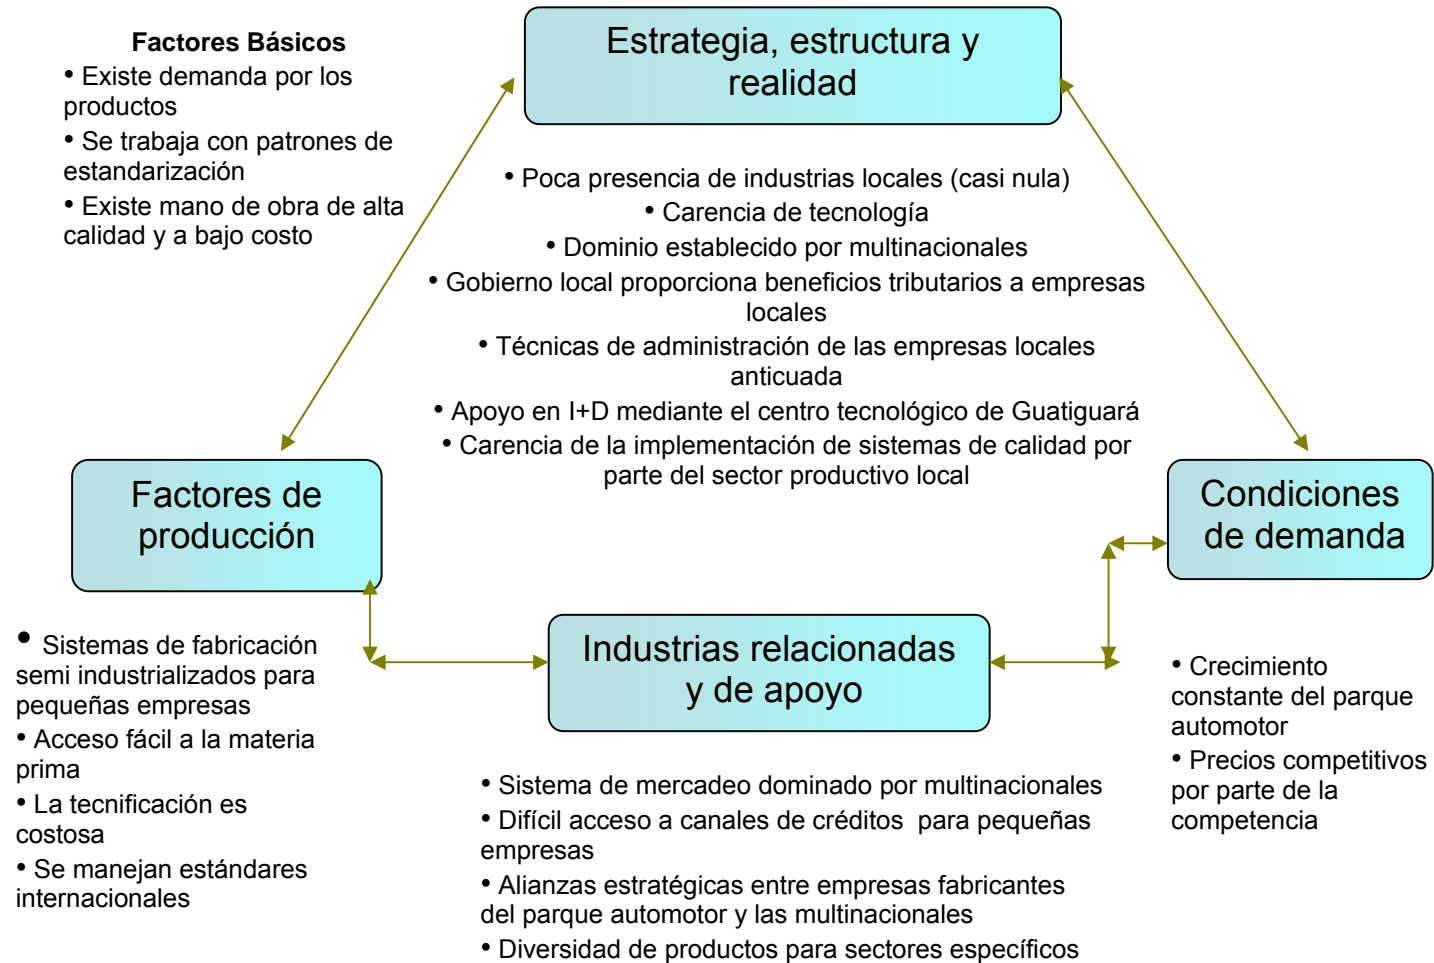 Factores Básicos
• Existe demanda por los
productos
• Se trabaja con patrones de
estandarización
• Existe mano de obra de alta
calidad y a bajo costo
Estrategia, estructura y
realidad
• Poca presencia de industrias locales (casi nula)
• Carencia de tecnología
• Dominio establecido por multinacionales
• Gobierno local proporciona beneficios tributarios a empresas
locales
• Técnicas de administración de las empresas locales
anticuada
• Apoyo en I+D mediante el centro tecnológico de Guatiguará
• Carencia de la implementación de sistemas de calidad por
parte del sector productivo local
Factores de
producción
Condiciones
de demanda
• Sistemas de fabricación
semi industrializados para
pequeñas empresas
• Acceso fácil a la materia
prima
• La tecnificación es
costosa
• Se manejan estándares
internacionales
Industrias relacionadas
y de apoyo
• Sistema de mercadeo dominado por multinacionales
• Difícil acceso a canales de créditos para pequeñas
empresas
• Alianzas estratégicas entre empresas fabricantes
del parque automotor y las multinacionales
• Diversidad de productos para sectores específicos
• Crecimiento
constante del parque
automotor
• Precios competitivos
por parte de la
competencia